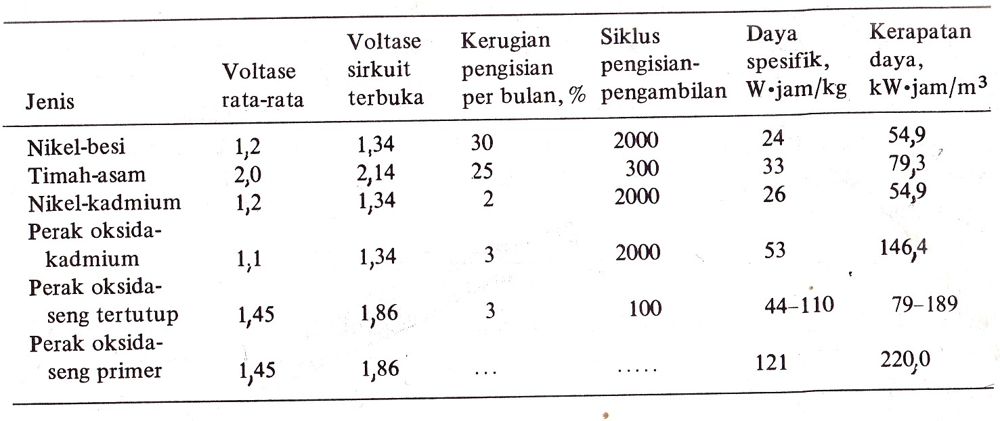 Jenis Voltase rata-rata Voltase sirkuit terbuka Kerugian pengisian per bulan, % Siklus pengisian-pengambilan Daya spesifik, W•jam/kg Kerapatan daya, kW•jam/m³
Nikel-besi 1,2 1,34 30 2000 24 54,9
Timah-asam 2,0 2,14 25 300 33 79,3
Nikel-kadmium 1,2 1,34 2 2000 26 54,9
Perak oksida-
kadmium 1,1 1,34 3 2000 53 146,4
Perak oksida-
seng tertutup 1,45 1,86 3 100 44–110 79–189
Perak oksida-
seng primer 1,45 1,86 ... ..... 121 220,0